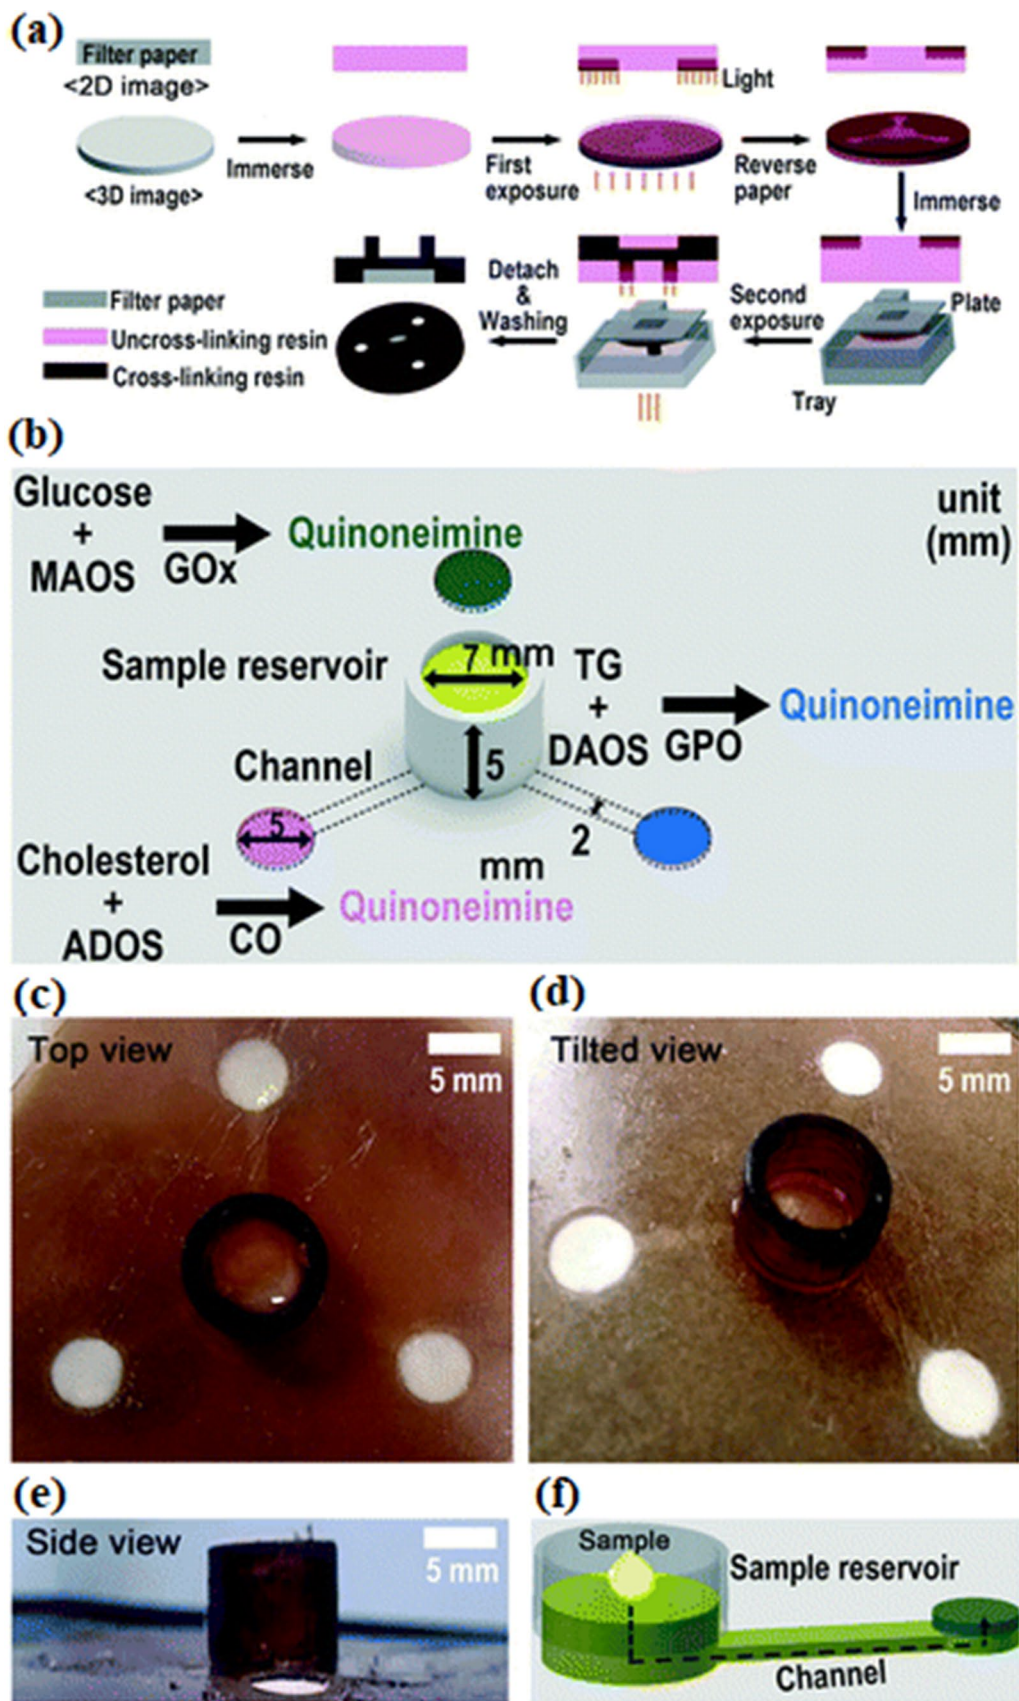 (a)
Filter paper
<2D image>
<3D image>
Immerse
First
exposure
Light
Reverse
paper
Immerse
Plate
Tray
Second
exposure
Detach
&
Washing
Filter paper
Uncross-linking resin
Cross-linking resin
(b)
Glucose
+
MAOS
GOx
Quinoneimine
unit
(mm)
Sample reservoir
7 mm
TG
+
DAOS
GPO
Quinoneimine
Channel
5
5
2
mm
Cholesterol
+
ADOS
CO
Quinoneimine
(c)
Top view
5 mm
(d)
Tilted view
5 mm
(e)
Side view
5 mm
(f)
Sample
Sample reservoir
Channel